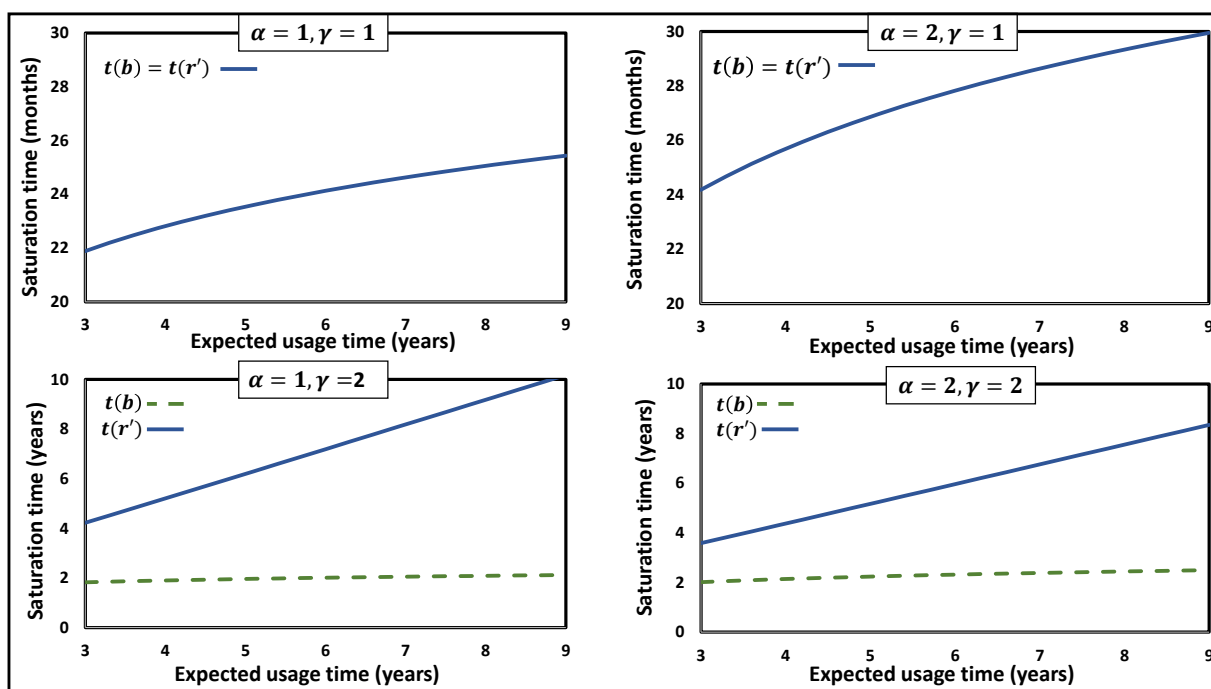 α = 1, γ = 1
t(b) = t(r′)
Saturation time (months)
30
28
26
24
22
20
3 4 5 6 7 8 9
Expected usage time (years)
α = 2, γ = 1
t(b) = t(r′)
Saturation time (months)
30
28
26
24
22
20
3 4 5 6 7 8 9
Expected usage time (years)
α = 1, γ =2
t(b)
t(r′)
Saturation time (years)
10
8
6
4
2
0
3 4 5 6 7 8 9
Expected usage time (years)
α = 2, γ = 2
t(b)
t(r′)
Saturation time (years)
10
8
6
4
2
0
3 4 5 6 7 8 9
Expected usage time (years)